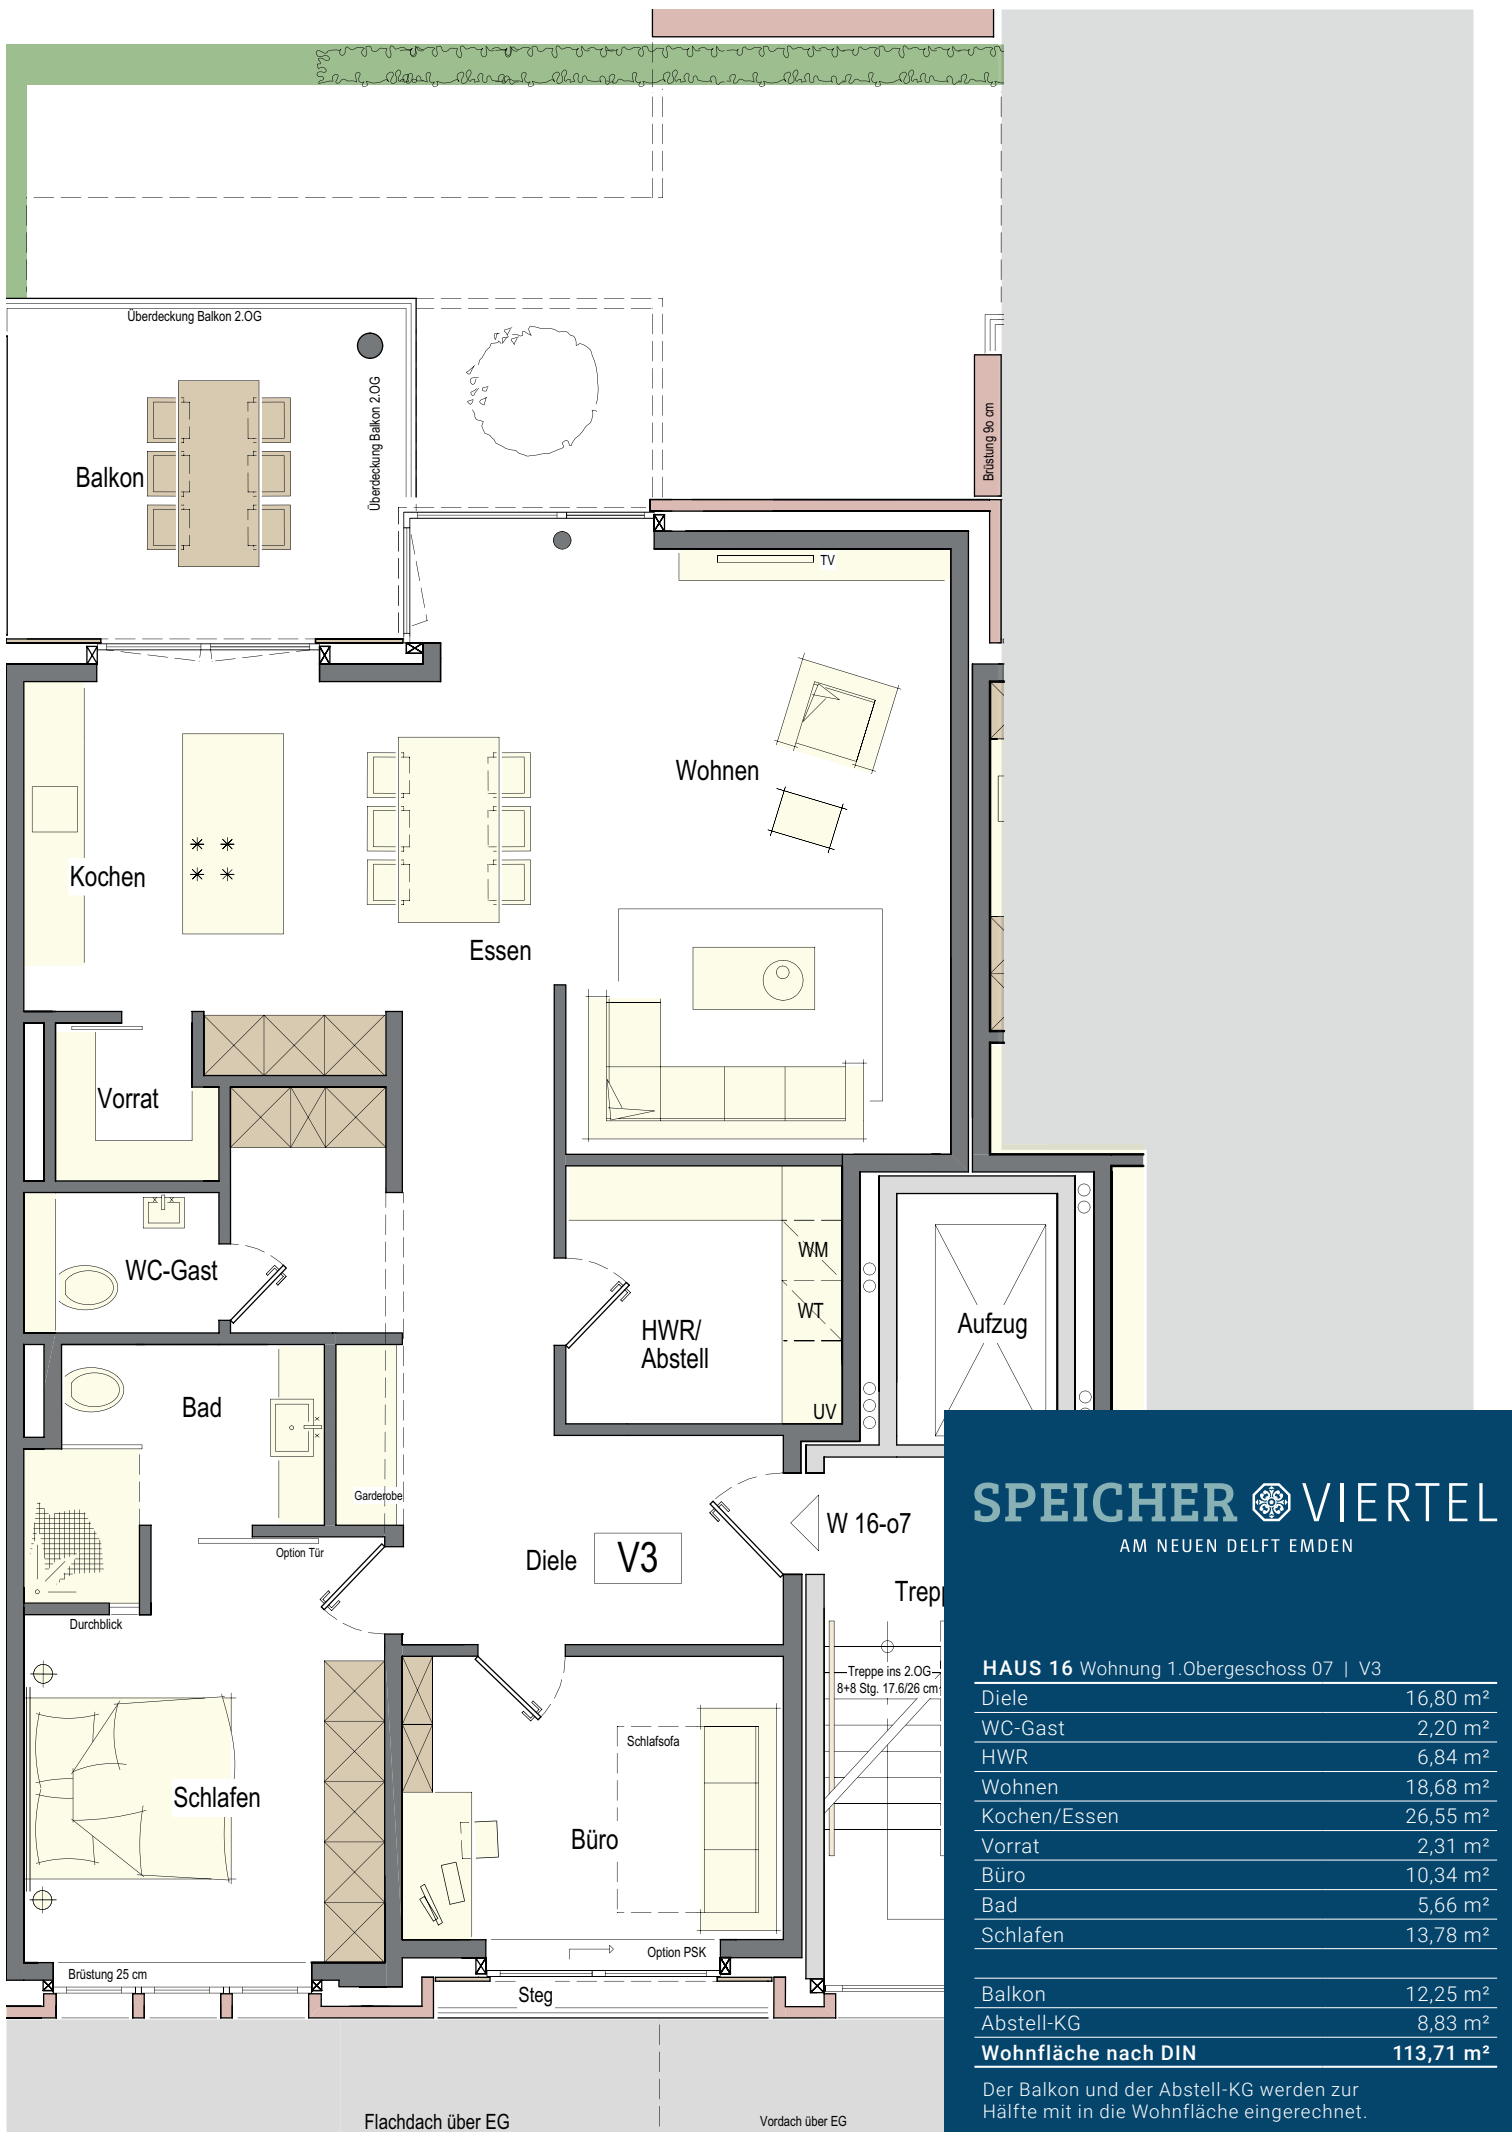 Überdeckung Balkon 2.OG
Überdeckung Balkon 2.OG
Brüstung 9o cm
Balkon
TV
Wohnen
Kochen
Essen
Vorrat
WM
WC-Gast
WT
HWR/
Abstell
Aufzug
Bad
UV
Garderobe
W 16-o7
Option Tür
Diele
V3
Durchblick
Treppe ins 2.OG
8+8 Stg. 17.6/26 cm
Schlafsofa
Schlafen
Büro
Option PSK
Brüstung 25 cm
Steg
Flachdach über EG
Vordach über EG
SPEICHER VIERTEL
AM NEUEN DELFT EMDEN
HAUS 16 Wohnung 1.Obergeschoss 07 | V3
Diele 16,80 m²
WC-Gast 2,20 m²
HWR 6,84 m²
Wohnen 18,68 m²
Kochen/Essen 26,55 m²
Vorrat 2,31 m²
Büro 10,34 m²
Bad 5,66 m²
Schlafen 13,78 m²
Balkon 12,25 m²
Abstell-KG 8,83 m²
Wohnfläche nach DIN 113,71 m²
Der Balkon und der Abstell-KG werden zur
Hälfte mit in die Wohnfläche eingerechnet.